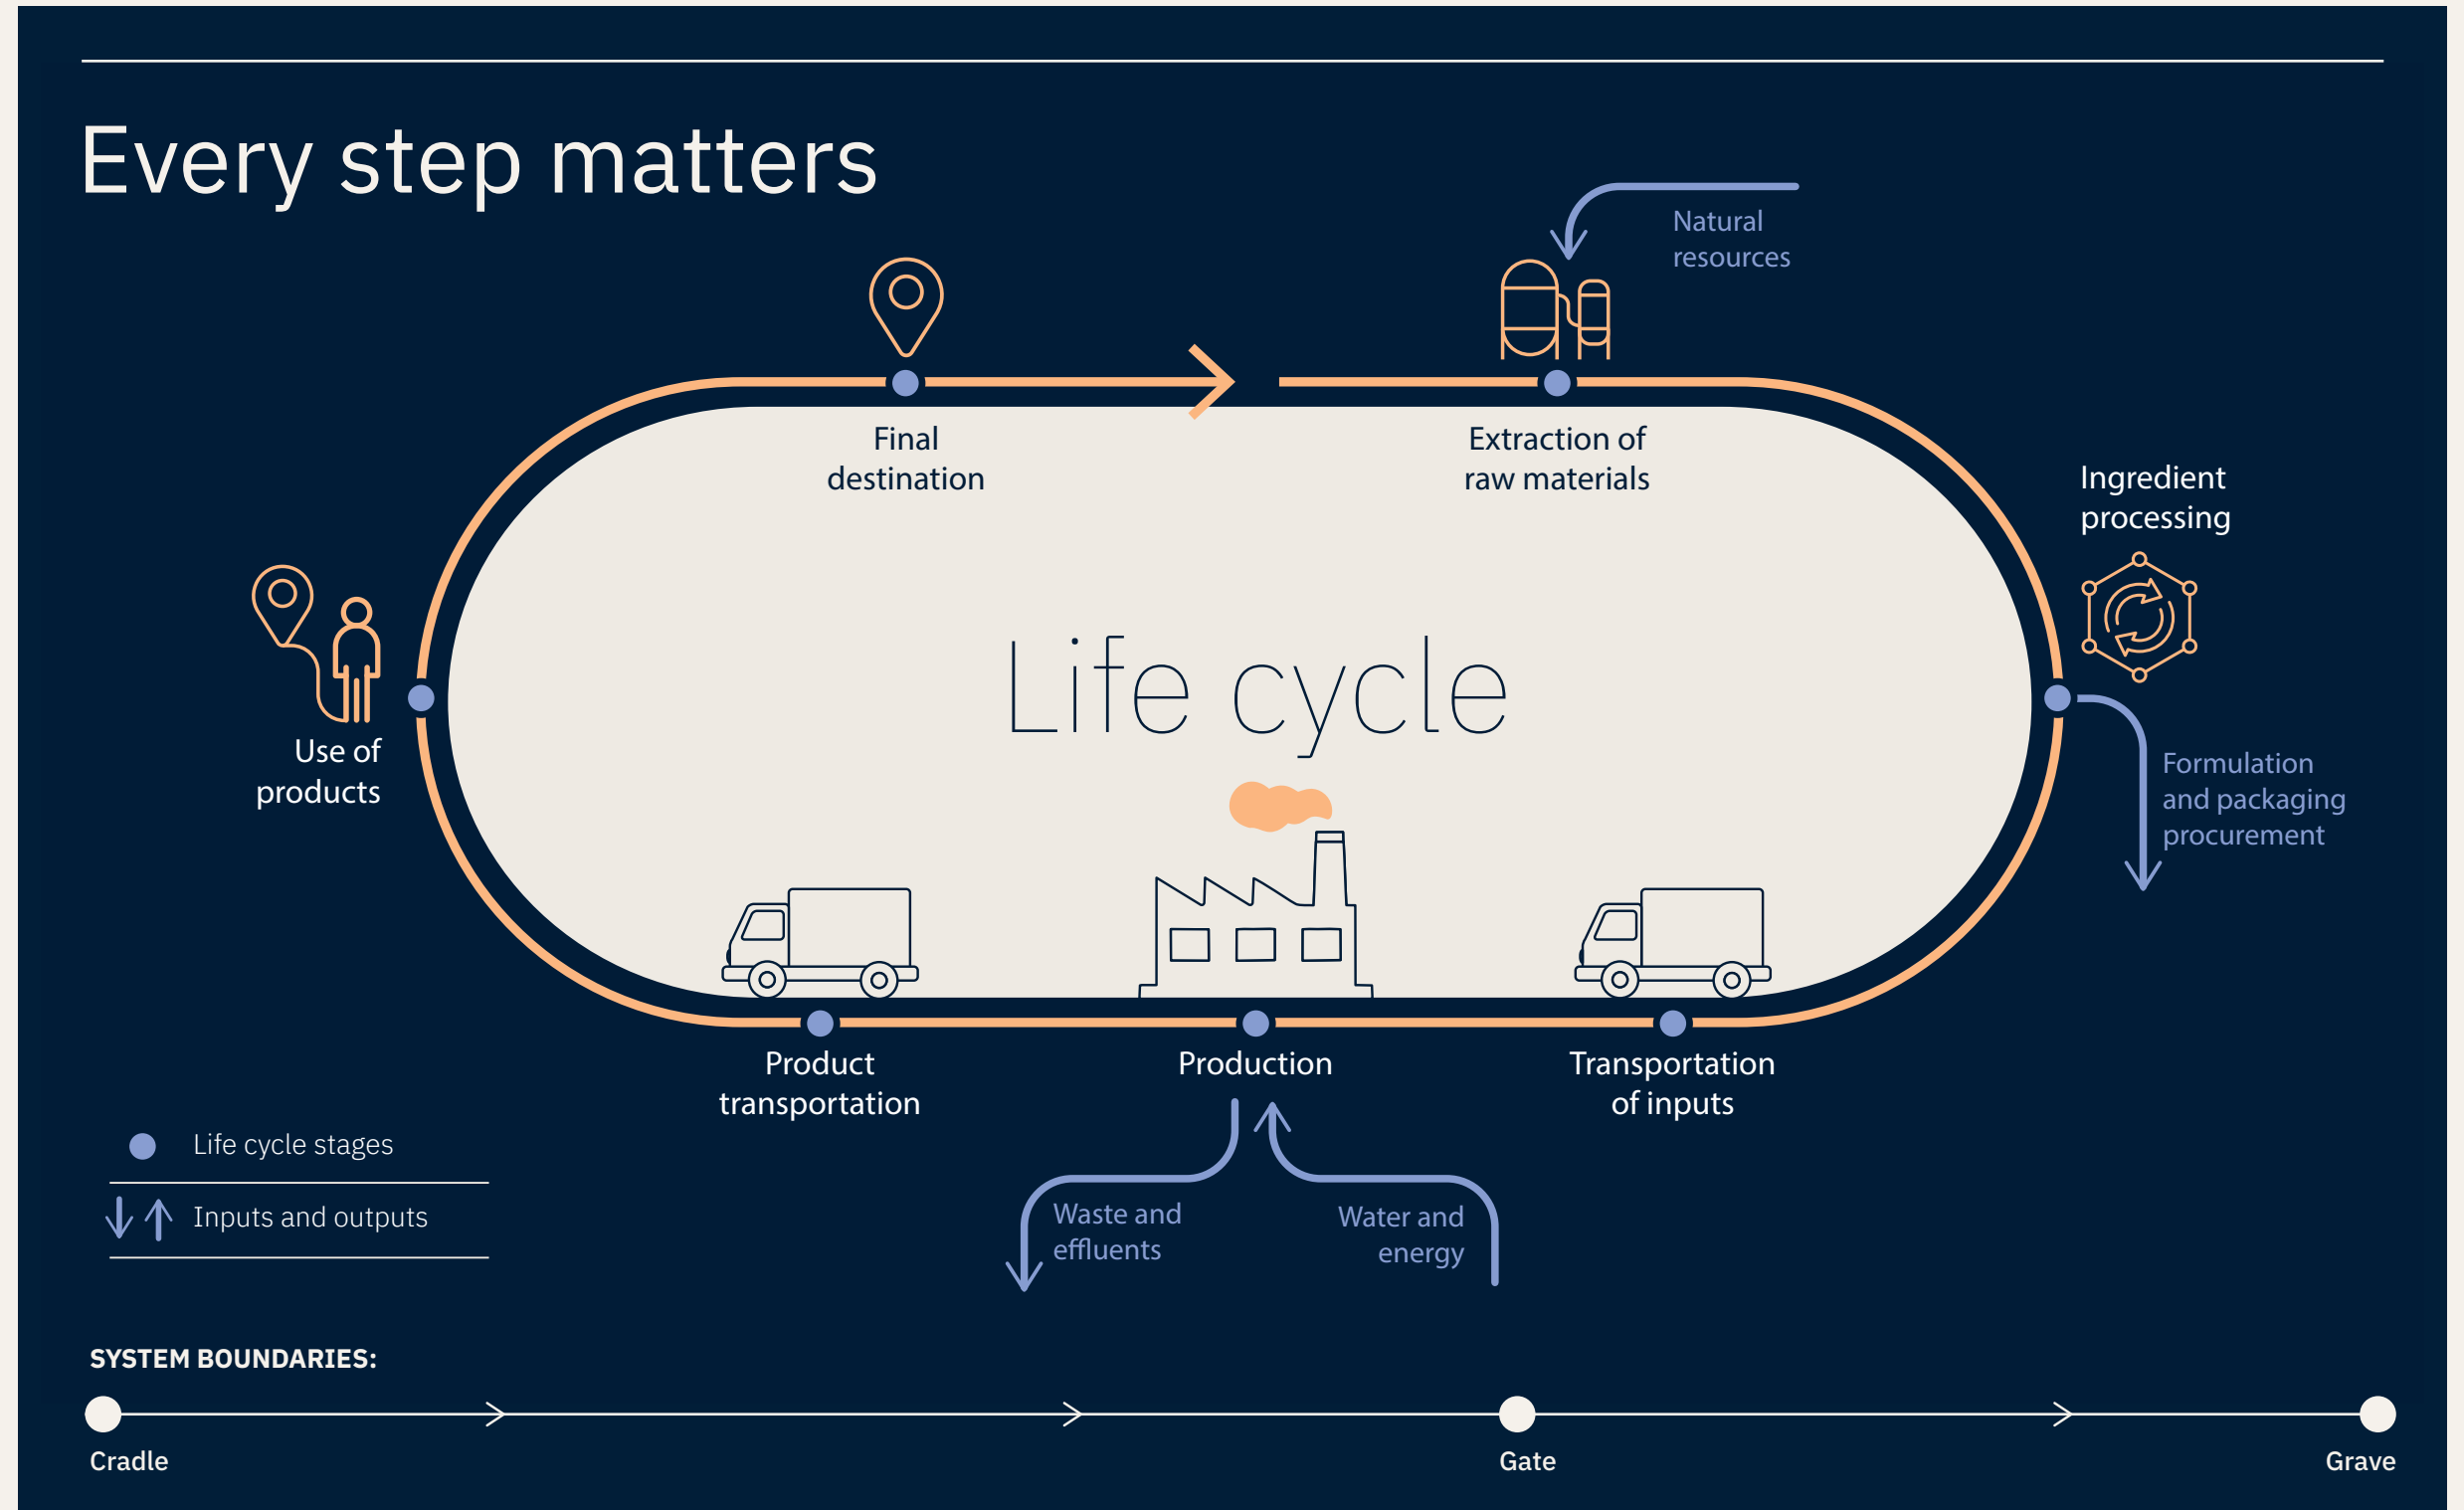 Every step matters
Natural
resources
Final
destination
Extraction of
raw materials
Ingredient
processing
Life cycle
Use of
products
Formulation
and packaging
procurement
Product
transportation
Production
Transportation
of inputs
Life cycle stages
Inputs and outputs
Waste and
effluents
Water and
energy
SYSTEM BOUNDARIES:
Cradle
Gate
Grave